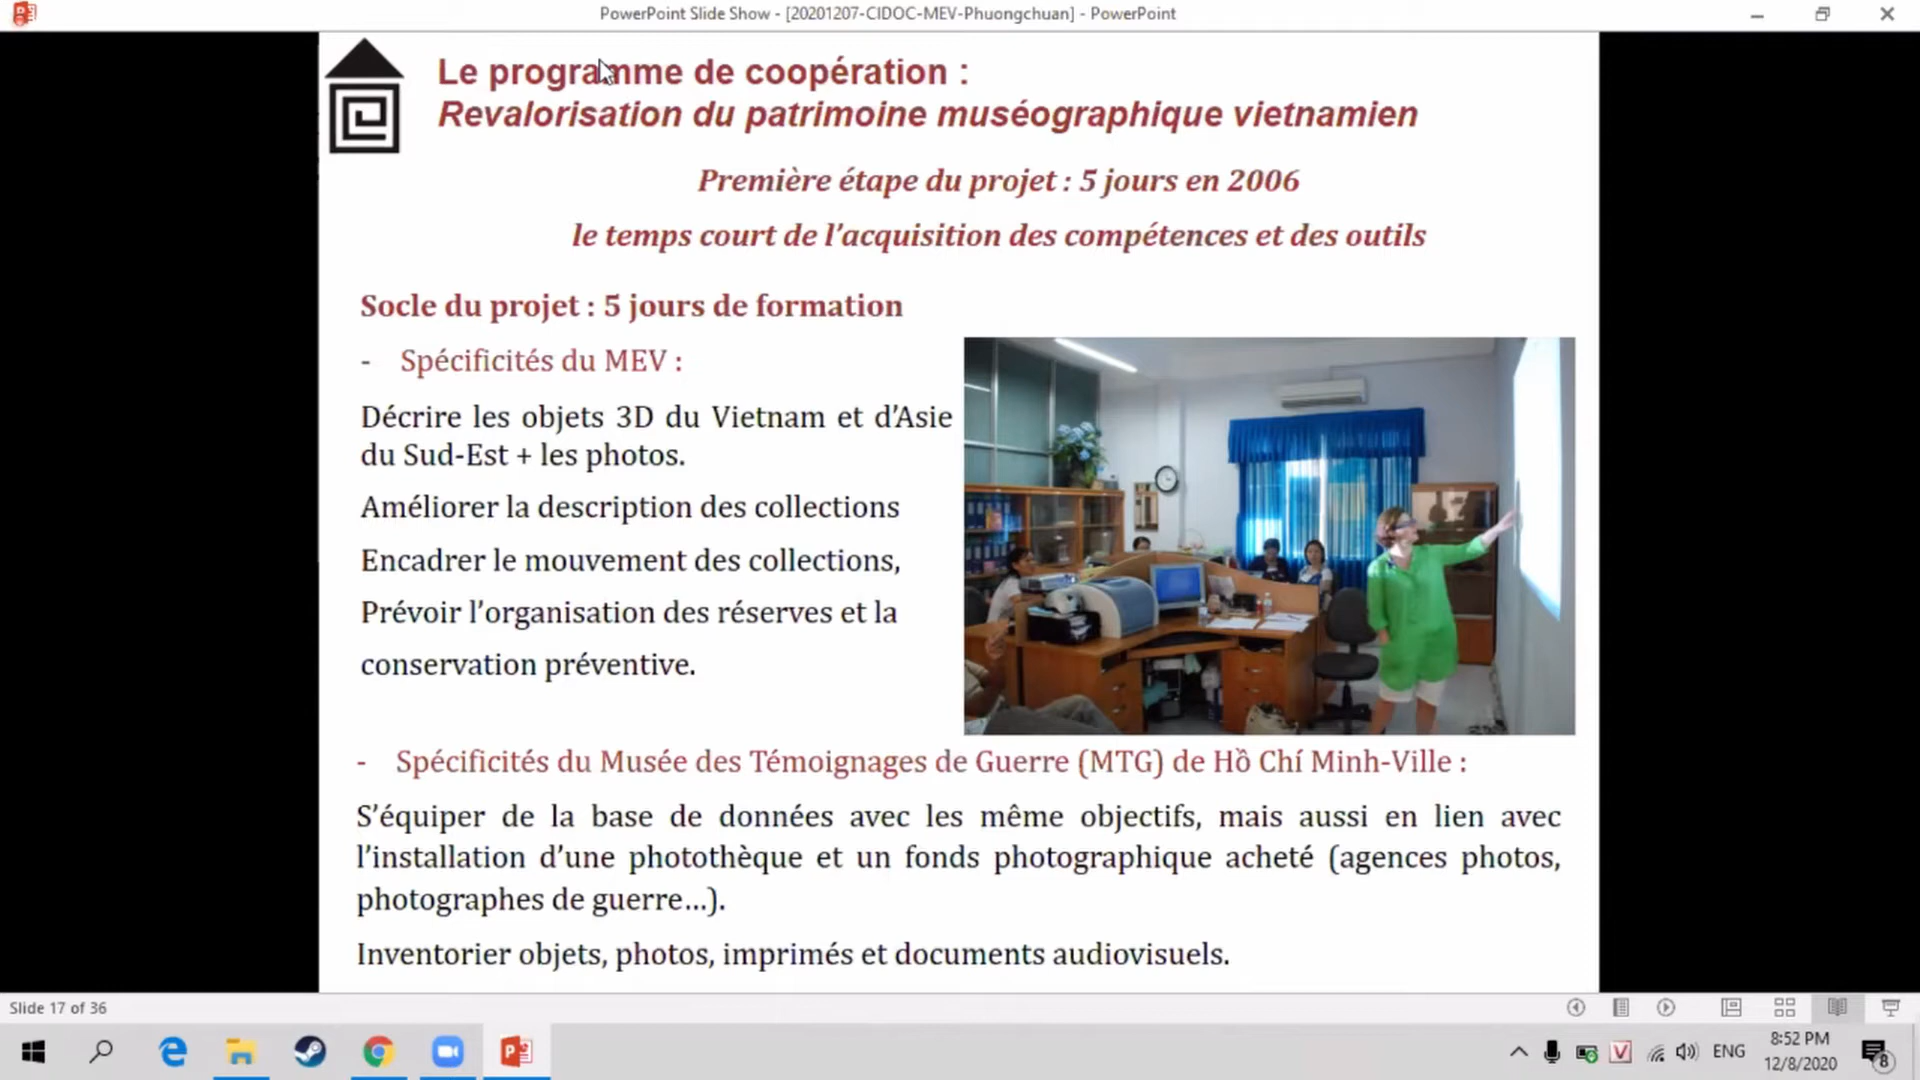 PowerPoint Slide Show - [20201207-CIDOC-MEV-Phuongchuan] - PowerPoint
Le programme de coopération :
Revalorisation du patrimoine muséographique vietnamien
Première étape du projet : 5 jours en 2006
le temps court de l'acquisition des compétences et des outils
Socle du projet : 5 jours de formation
- Spécificités du MEV :
Décrire les objets 3D du Vietnam et d'Asie
du Sud-Est + les photos.
Améliorer la description des collections
Encadrer le mouvement des collections,
Prévoir l'organisation des réserves et la
conservation préventive.
- Spécificités du Musée des Témoignages de Guerre (MTG) de Hồ Chí Minh-Ville :
S'équiper de la base de données avec les même objectifs, mais aussi en lien avec
l'installation d'une photothèque et un fonds photographique acheté (agences photos,
photographes de guerre…).
Inventorier objets, photos, imprimés et documents audiovisuels.
Slide 17 of 36
ENG
8:52 PM
12/8/2020
8